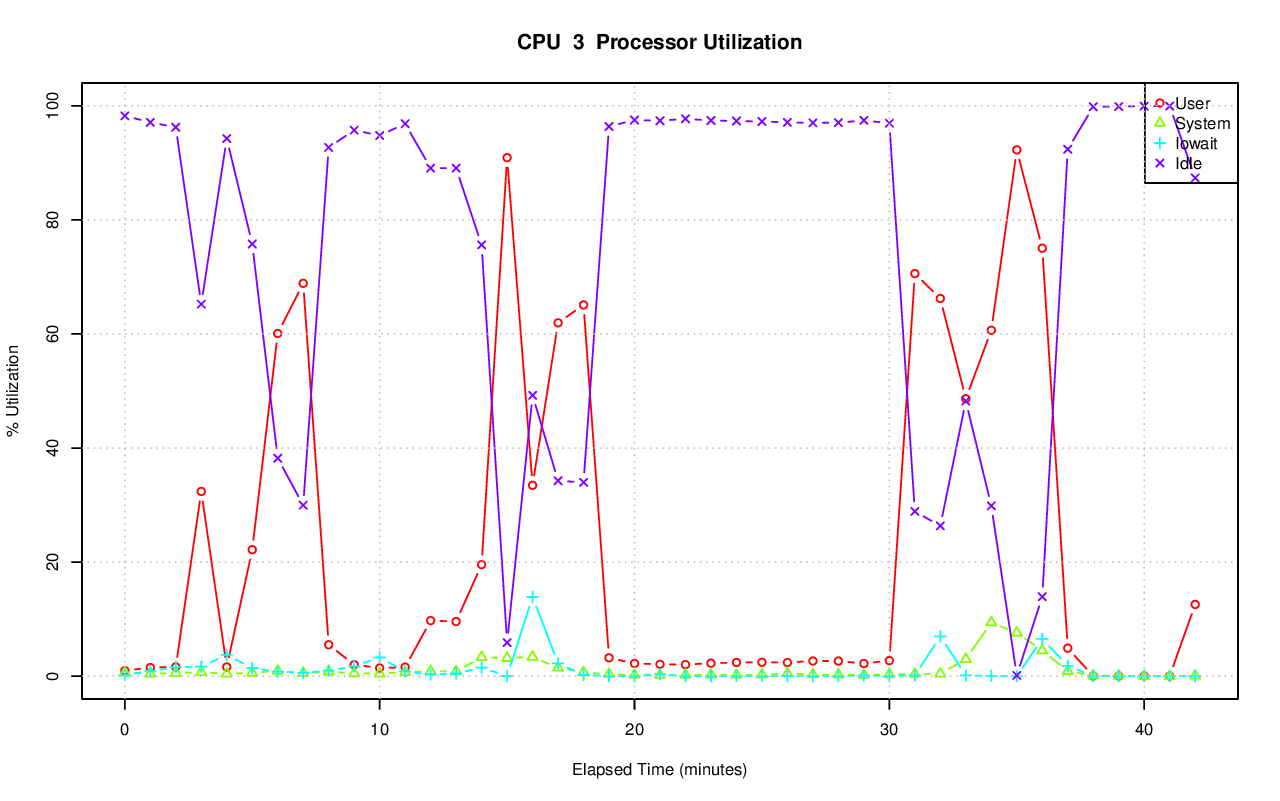 CPU  3  Processor Utilization
% Utilization
100
80
60
40
20
0
User
System
Iowait
Idle
0 10 20 30 40
Elapsed Time (minutes)